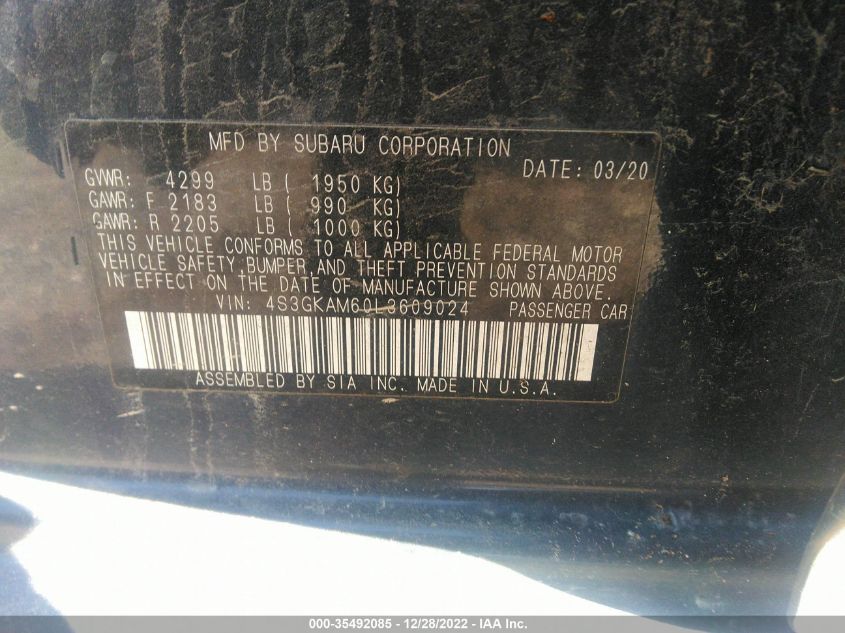 MFD BY SUBARU CORPORATION
DATE: 03/20
GVWR: 4299 LB ( 1950 KG)
GAWR: F 2183 LB ( 990 KG)
GAWR: R 2205 LB ( 1000 KG)
THIS VEHICLE CONFORMS TO ALL APPLICABLE FEDERAL MOTOR
VEHICLE SAFETY, BUMPER, AND THEFT PREVENTION STANDARDS
IN EFFECT ON THE DATE OF MANUFACTURE SHOWN ABOVE.
VIN: 4S3GKAM60L3609024 PASSENGER CAR
ASSEMBLED BY SIA INC. MADE IN U.S.A.
000-35492085 - 12/28/2022 - IAA Inc.